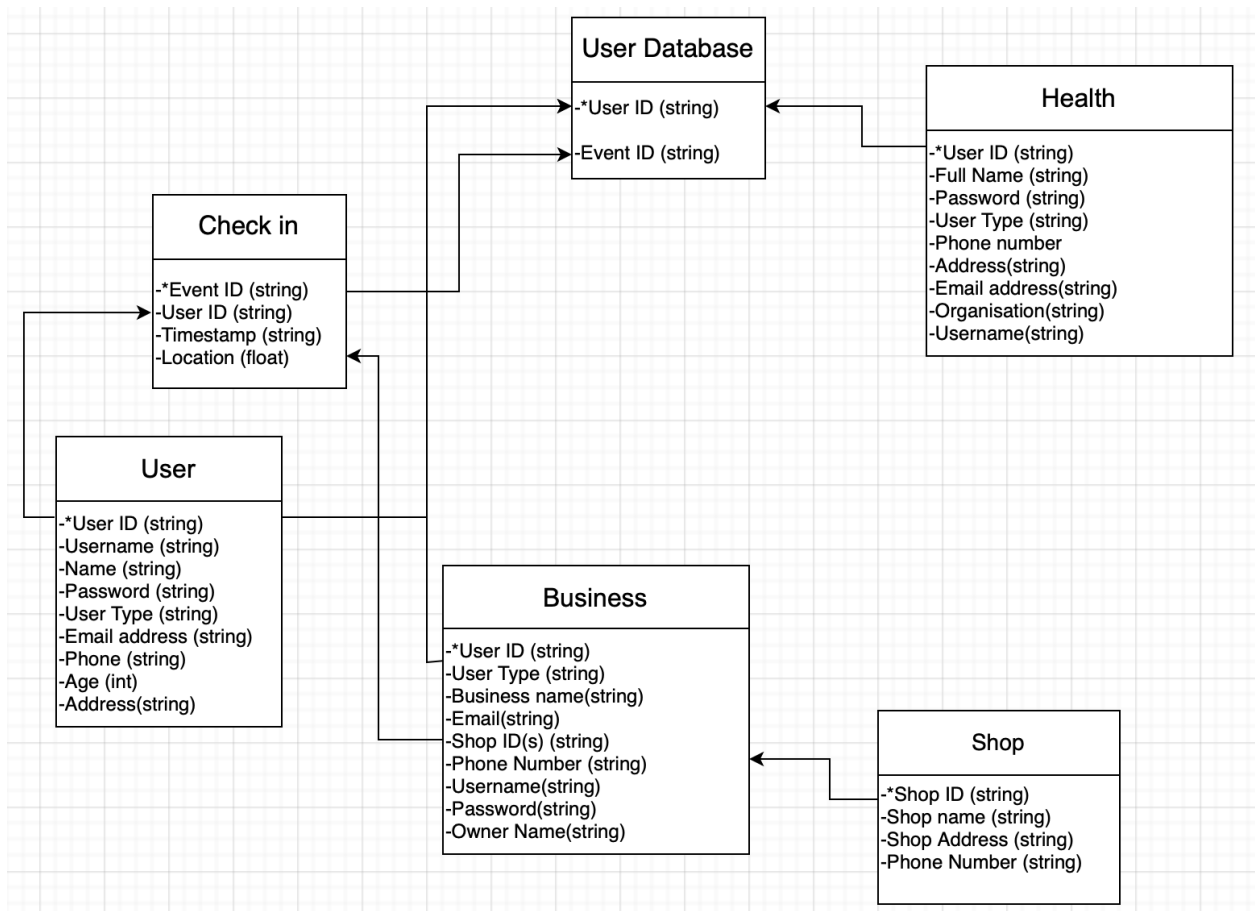 User Database
-*User ID (string)
-Event ID (string)
Health
-*User ID (string)
-Full Name (string)
-Password (string)
-User Type (string)
-Phone number
-Address(string)
-Email address(string)
-Organisation(string)
-Username(string)
Check in
-*Event ID (string)
-User ID (string)
-Timestamp (string)
-Location (float)
User
-*User ID (string)
-Username (string)
-Name (string)
-Password (string)
-User Type (string)
-Email address (string)
-Phone (string)
-Age (int)
-Address(string)
Business
-*User ID (string)
-User Type (string)
-Business name(string)
-Email(string)
-Shop ID(s) (string)
-Phone Number (string)
-Username(string)
-Password(string)
-Owner Name(string)
Shop
-*Shop ID (string)
-Shop name (string)
-Shop Address (string)
-Phone Number (string)